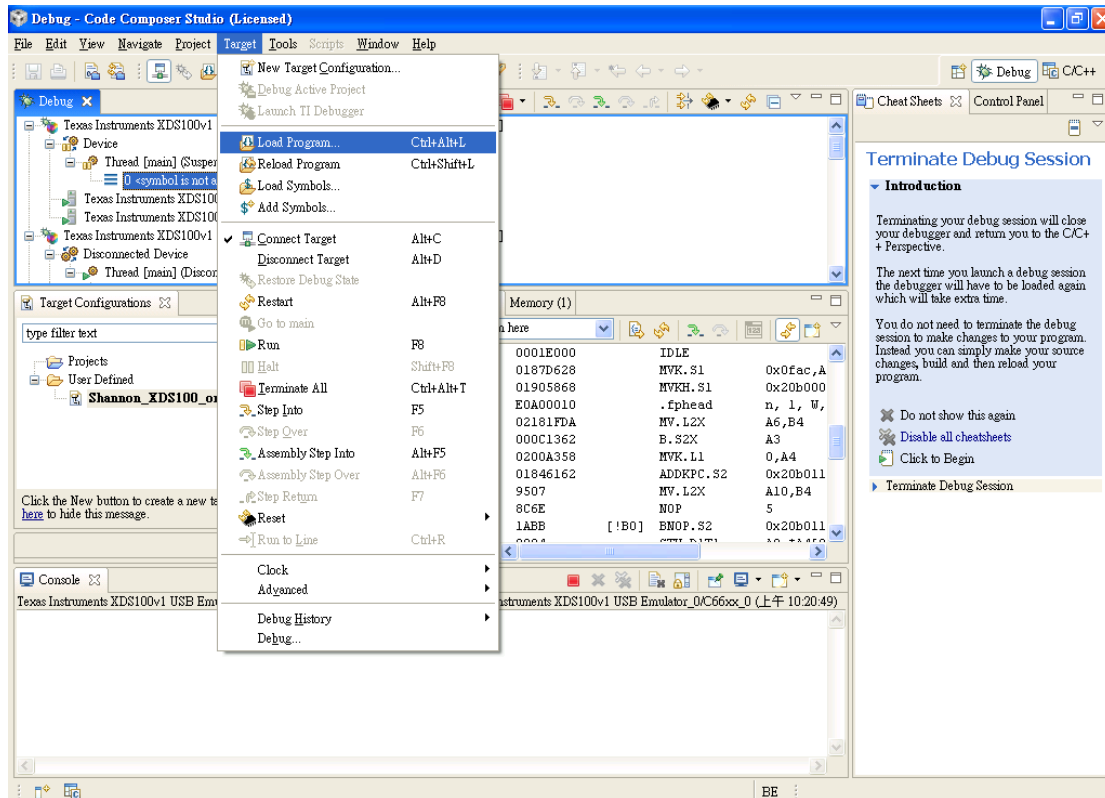 Debug - Code Composer Studio (Licensed)
File Edit View Navigate Project Target Tools Scripts Window Help
Debug C/C++
Debug
Texas Instruments XDS100v1
Device
Thread [main] (Susper
0 <symbol is not a
Texas Instruments XDS100
Texas Instruments XDS100
Texas Instruments XDS100v1
Disconnected Device
Thread [main] (Discor
New Target Configuration...
Debug Active Project
Launch TI Debugger
Load Program... Ctrl+Alt+L
Reload Program Ctrl+Shift+L
Load Symbols...
Add Symbols...
Connect Target Alt+C
Disconnect Target Alt+D
Restore Debug State
Restart Alt+F8
Go to main
Run F8
Halt Shift+F8
Terminate All Ctrl+Alt+T
Step Into F5
Step Over F6
Assembly Step Into Alt+F5
Assembly Step Over Alt+F6
Step Return F7
Reset
Run to Line Ctrl+R
Clock
Advanced
Debug History
Debug...
Target Configurations
type filter text
Projects
User Defined
Shannon_XDS100_or
Click the New button to create a new ta
here to hide this message.
Memory (1)
n here
0001E000 IDLE
0187D628 MVK.S1 0x0fac,A
01905868 MVKH.S1 0x20b000
E0A00010 .fphead n, l, W,
02181FDA MV.L2X A6,B4
000C1362 B.S2X A3
0200A358 MVK.L1 0,A4
01846162 ADDKPC.S2 0x20b011
9507 MV.L2X A10,B4
8C6E NOP 5
1ABB [!B0] BNOP.S2 0x20b011
Console
Texas Instruments XDS100v1 USB Emu
struments XDS100v1 USB Emulator_0/C66xx_0 (上午 10:20:49)
Cheat Sheets Control Panel
Terminate Debug Session
Introduction
Terminating your debug session will close
your debugger and return you to the C/C+
+ Perspective.
The next time you launch a debug session
the debugger will have to be loaded again
which will take extra time.
You do not need to terminate the debug
session to make changes to your program.
Instead you can simply make your source
changes, build and then reload your
program.
Do not show this again
Disable all cheatsheets
Click to Begin
Terminate Debug Session
BE